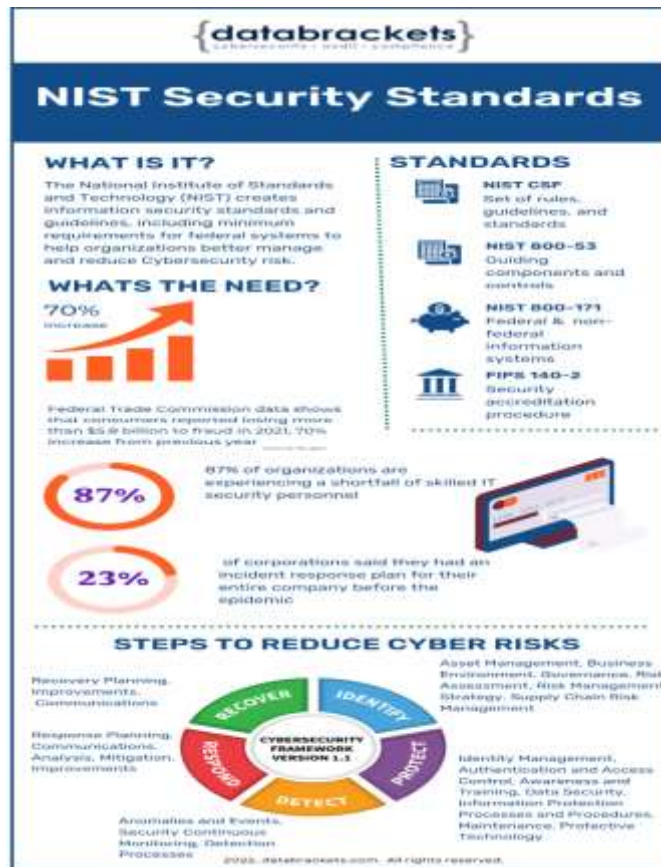 {databrackets}
cybersecurity · audit · compliance
NIST Security Standards
WHAT IS IT?
The National Institute of Standards
and Technology (NIST) creates
information security standards and
guidelines, including minimum
requirements for federal systems to
help organizations better manage
and reduce Cybersecurity risk.
WHATS THE NEED?
70%
increase
Federal Trade Commission data shows
that consumers reported losing more
than $5.8 billion to fraud in 2021, 70%
increase from previous year
STANDARDS
NIST CSF
Set of rules,
guidelines, and
standards
NIST 800-53
Guiding
components and
controls
NIST 800-171
Federal & non-
federal
information
systems
FIPS 140-2
Security
accreditation
procedure
87%
87% of organizations are
experiencing a shortfall of skilled IT
security personnel
23%
of corporations said they had an
incident response plan for their
entire company before the
epidemic
STEPS TO REDUCE CYBER RISKS
Recovery Planning,
Improvements,
Communications
Response Planning,
Communications,
Analysis, Mitigation,
Improvements
Anomalies and Events,
Security Continuous
Monitoring, Detection
Processes
RECOVER
IDENTIFY
PROTECT
DETECT
RESPOND
CYBERSECURITY
FRAMEWORK
VERSION 1.1
Asset Management, Business
Environment, Governance, Risk
Assessment, Risk Management
Strategy, Supply Chain Risk
Management
Identity Management,
Authentication and Access
Control, Awareness and
Training, Data Security,
Information Protection
Processes and Procedures,
Maintenance, Protective
Technology
2022, databrackets.com. All rights reserved.